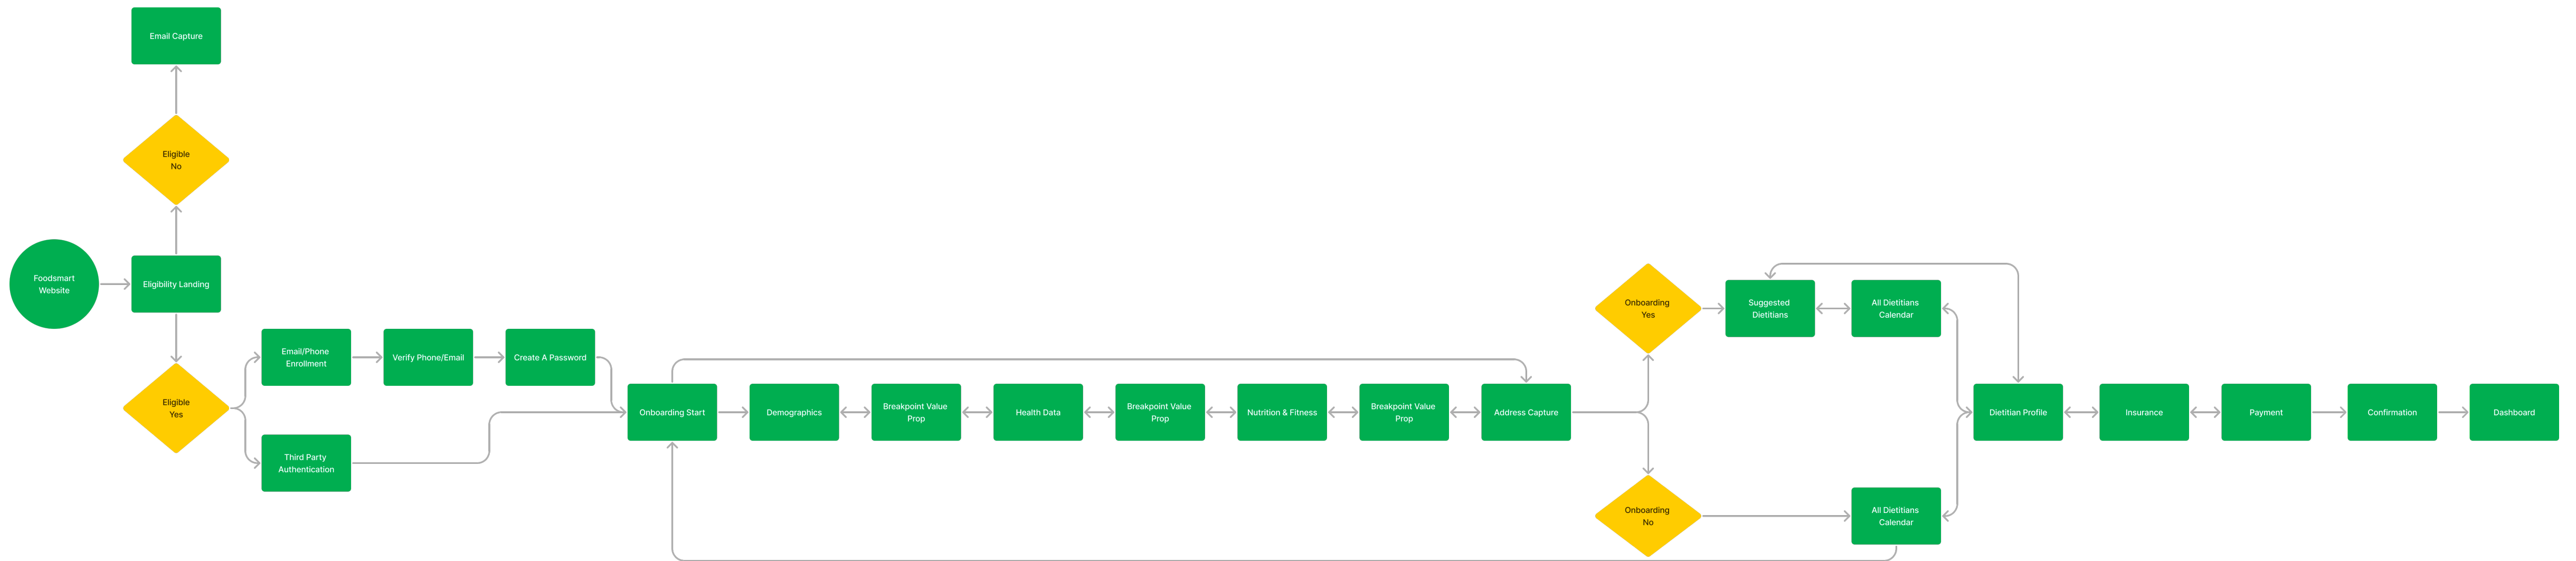 Email Capture
Eligible
No
Foodsmart
Website
Eligibility Landing
Eligible
Yes
Email/Phone
Enrollment
Verify Phone/Email
Create A Password
Third Party
Authentication
Onboarding Start
Demographics
Breakpoint Value
Prop
Health Data
Breakpoint Value
Prop
Nutrition & Fitness
Breakpoint Value
Prop
Address Capture
Onboarding
Yes
Suggested
Dietitians
All Dietitians
Calendar
Onboarding
No
All Dietitians
Calendar
Dietitian Profile
Insurance
Payment
Confirmation
Dashboard